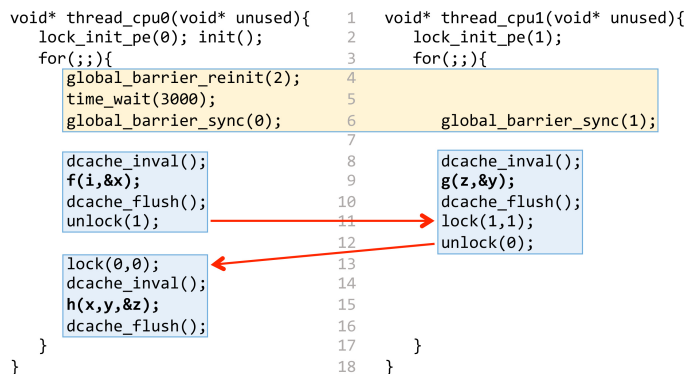 void* thread_cpu0(void* unused){ 1 void* thread_cpu1(void* unused){
lock_init_pe(0); init(); 2 lock_init_pe(1);
for(;;){ 3 for(;;){
global_barrier_reinit(2); 4
time_wait(3000); 5
global_barrier_sync(0); 6 global_barrier_sync(1);
7
dcache_inval(); 8 dcache_inval();
f(i,&x); 9 g(z,&y);
dcache_flush(); 10 dcache_flush();
unlock(1); 11 lock(1,1);
12 unlock(0);
lock(0,0); 13
dcache_inval(); 14
h(x,y,&z); 15
dcache_flush(); 16
} 17 }
} 18 }